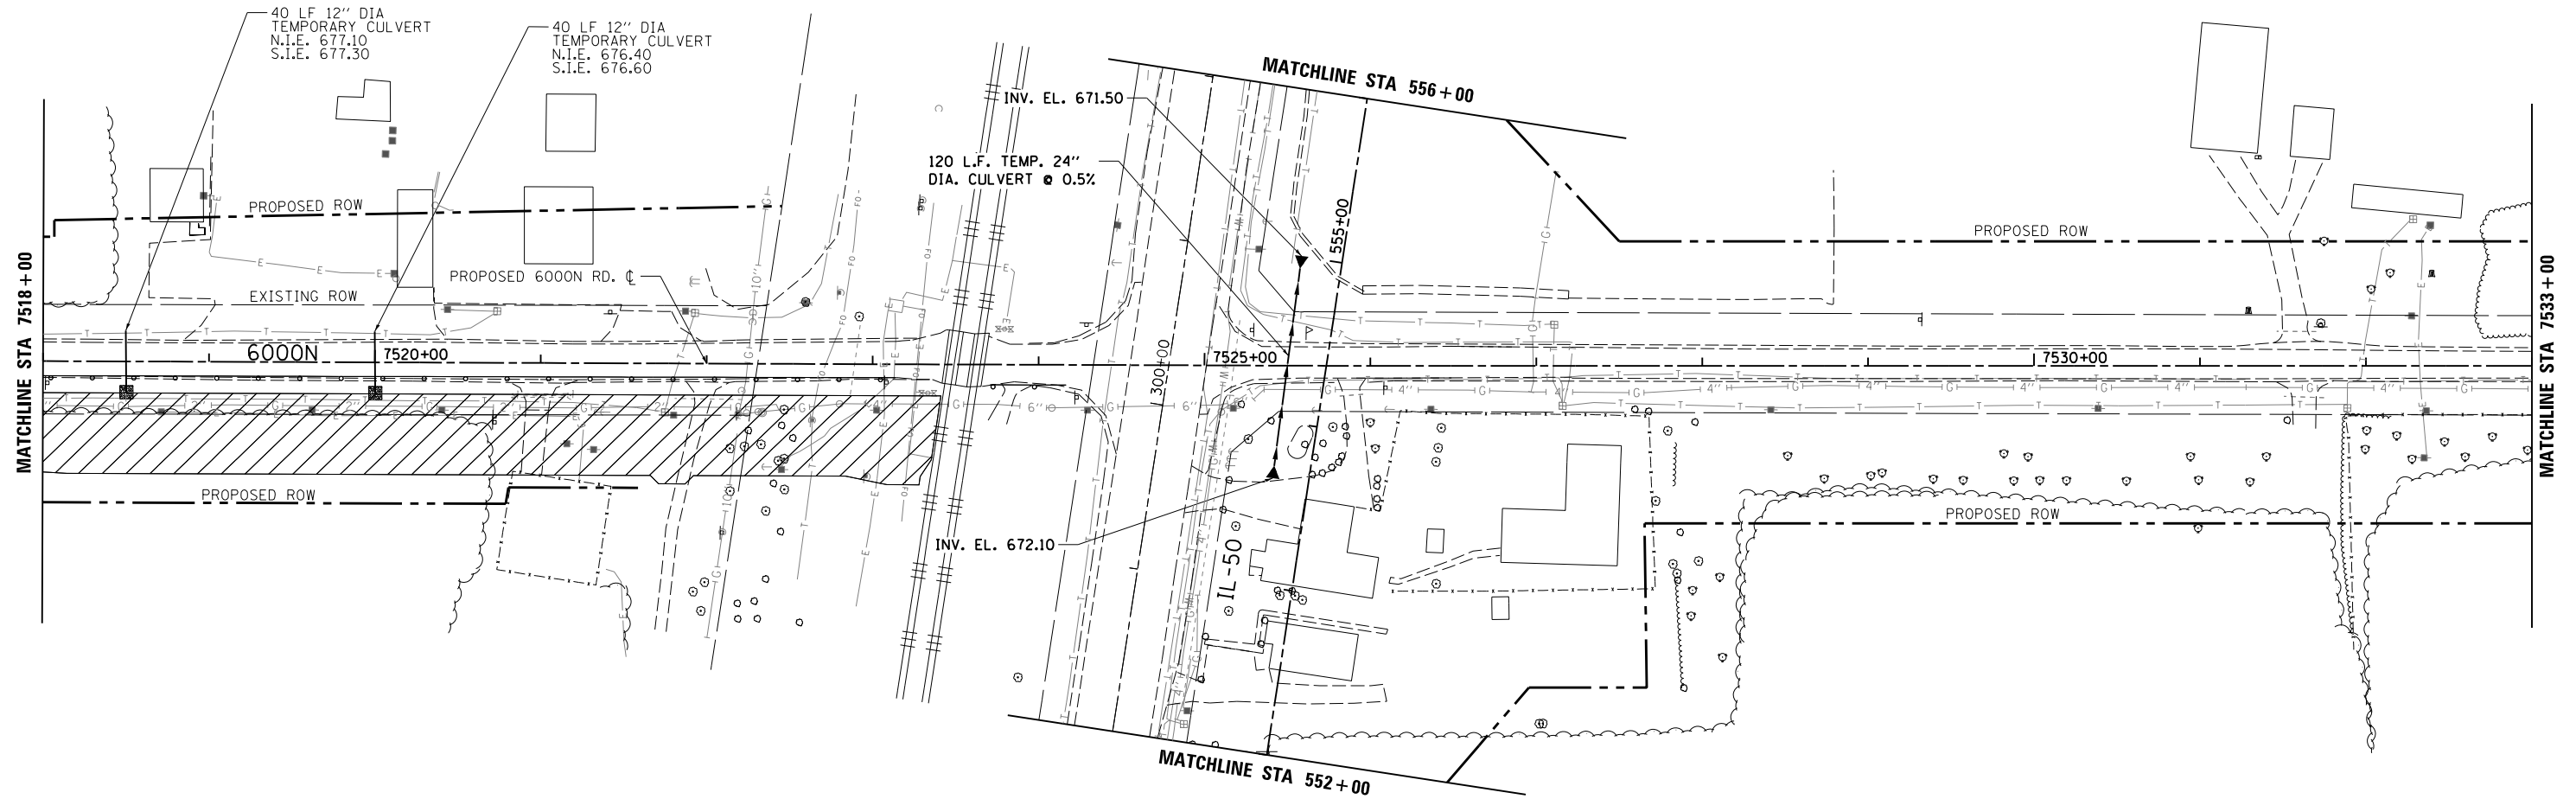 40 LF 12" DIA
TEMPORARY CULVERT
N.I.E. 677.10
S.I.E. 677.30
40 LF 12" DIA
TEMPORARY CULVERT
N.I.E. 676.40
S.I.E. 676.60
MATCHLINE STA 556+00
INV. EL. 671.50
120 L.F. TEMP. 24"
DIA. CULVERT @ 0.5%
555+00
PROPOSED ROW
PROPOSED ROW
PROPOSED 6000N RD. ℄
EXISTING ROW
MATCHLINE STA 7518+00
MATCHLINE STA 7533+00
6000N
7520+00
300+00
7525+00
7530+00
PROPOSED ROW
PROPOSED ROW
INV. EL. 672.10
IL-50
MATCHLINE STA 552+00